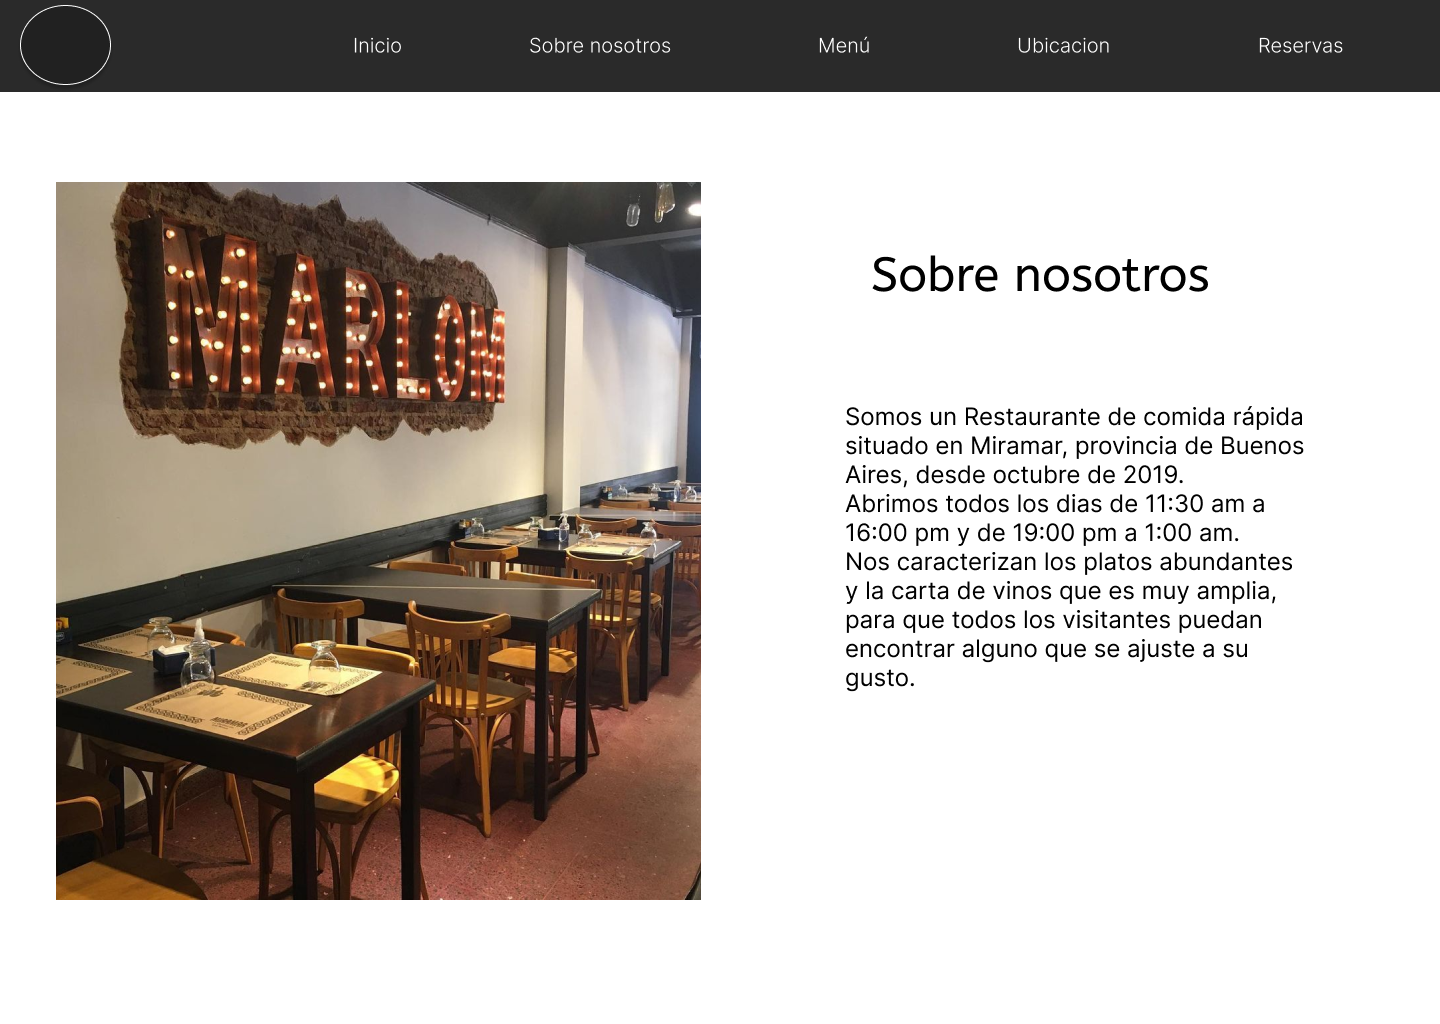 Inicio
Sobre nosotros
Menú
Ubicacion
Reservas
MARLOM
Sobre nosotros
Somos un Restaurante de comida rápida
situado en Miramar, provincia de Buenos
Aires, desde octubre de 2019.
Abrimos todos los dias de 11:30 am a
16:00 pm y de 19:00 pm a 1:00 am.
Nos caracterizan los platos abundantes
y la carta de vinos que es muy amplia,
para que todos los visitantes puedan
encontrar alguno que se ajuste a su
gusto.